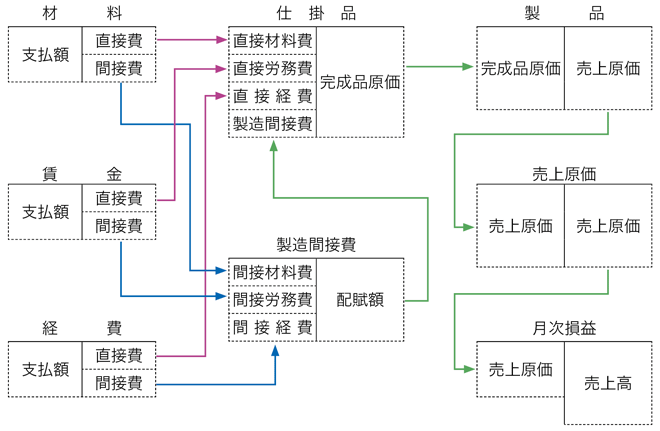 材料
支払額
直接費
間接費
賃金
支払額
直接費
間接費
経費
支払額
直接費
間接費
仕掛品
直接材料費
直接労務費
直接経費
製造間接費
完成品原価
製造間接費
間接材料費
間接労務費
間接経費
配賦額
製品
完成品原価
売上原価
売上原価
売上原価
売上原価
月次損益
売上原価
売上高